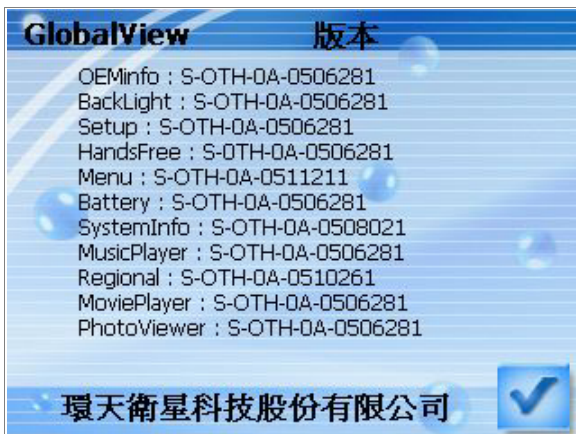 GlobalView 版本
OEMinfo : S-OTH-0A-0506281
BackLight : S-OTH-0A-0506281
Setup : S-OTH-0A-0506281
HandsFree : S-0TH-0A-0506281
Menu : S-OTH-0A-0511211
Battery : S-OTH-0A-0506281
SystemInfo : S-OTH-0A-0508021
MusicPlayer : S-OTH-0A-0506281
Regional : S-OTH-0A-0510261
MoviePlayer : S-OTH-0A-0506281
PhotoViewer : S-OTH-0A-0506281
環天衛星科技股份有限公司